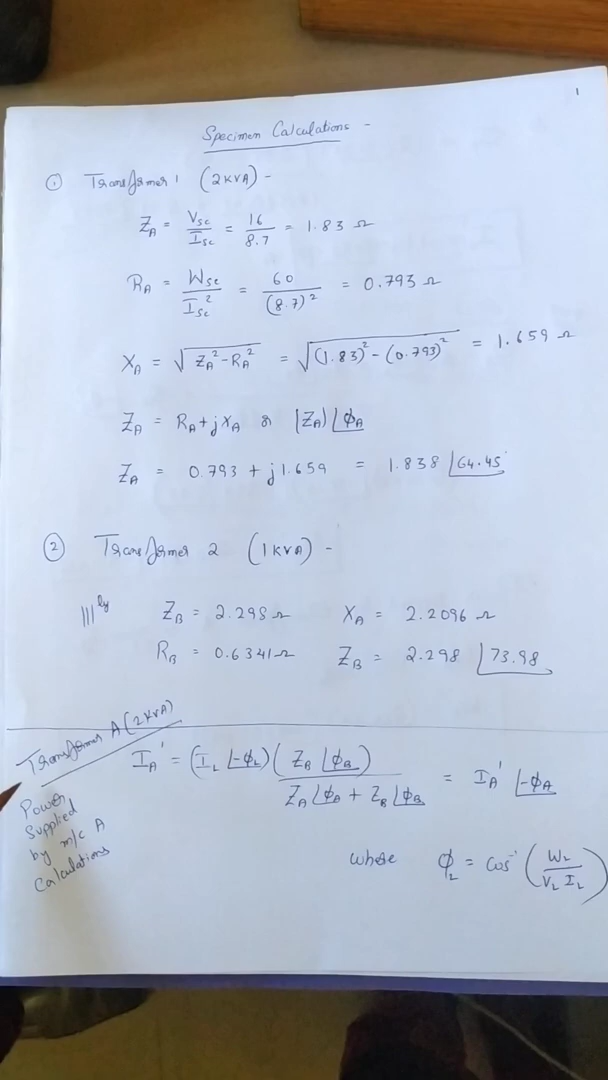 1
Specimen Calculations -
① Transformer 1 (2kVA) -
Z_A = V_sc / I_sc = 16 / 8.7 = 1.83 Ω
R_A = W_sc / I_sc² = 60 / (8.7)² = 0.793 Ω
X_A = √(Z_A² - R_A²) = √((1.83)² - (0.793)²) = 1.659 Ω
Z_A = R_A + jX_A or |Z_A| ∠ϕ_A
Z_A = 0.793 + j1.659 = 1.838 ∠64.45°
② Transformer 2 (1kVA) -
|||ly Z_B = 2.298 Ω X_A = 2.2096 Ω
R_B = 0.6341 Ω Z_B = 2.298 ∠73.98
Transformer A (2kVA)
Power
Supplied
by m/c A
Calculations
I_A' = (I_L ∠-ϕ_L) (Z_B ∠ϕ_B) / (Z_A ∠ϕ_A + Z_B ∠ϕ_B) = I_A' ∠-ϕ_A
where ϕ_L = cos⁻¹ (W_L / V_L I_L)